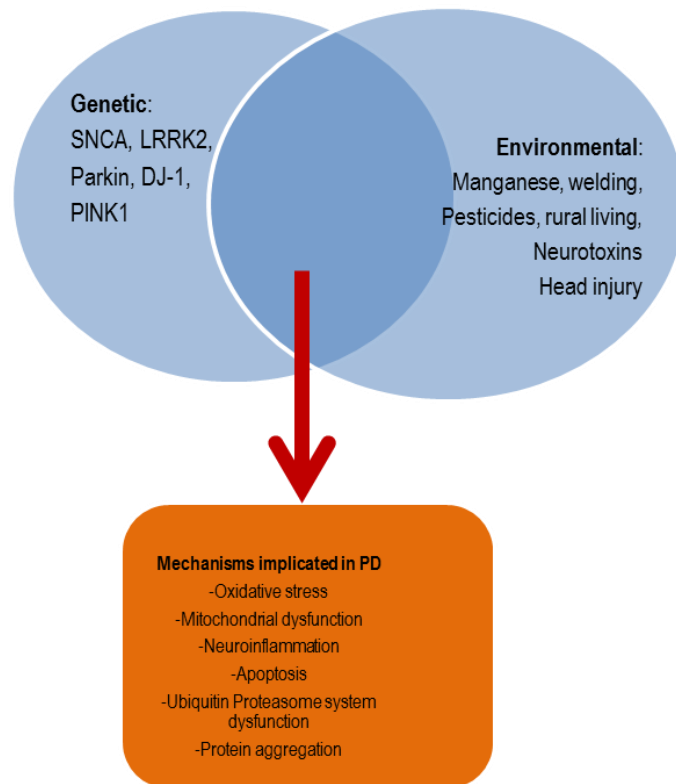 Genetic:
SNCA, LRRK2,
Parkin, DJ-1,
PINK1
Environmental:
Manganese, welding,
Pesticides, rural living,
Neurotoxins
Head injury
Mechanisms implicated in PD
-Oxidative stress
-Mitochondrial dysfunction
-Neuroinflammation
-Apoptosis
-Ubiquitin Proteasome system
dysfunction
-Protein aggregation